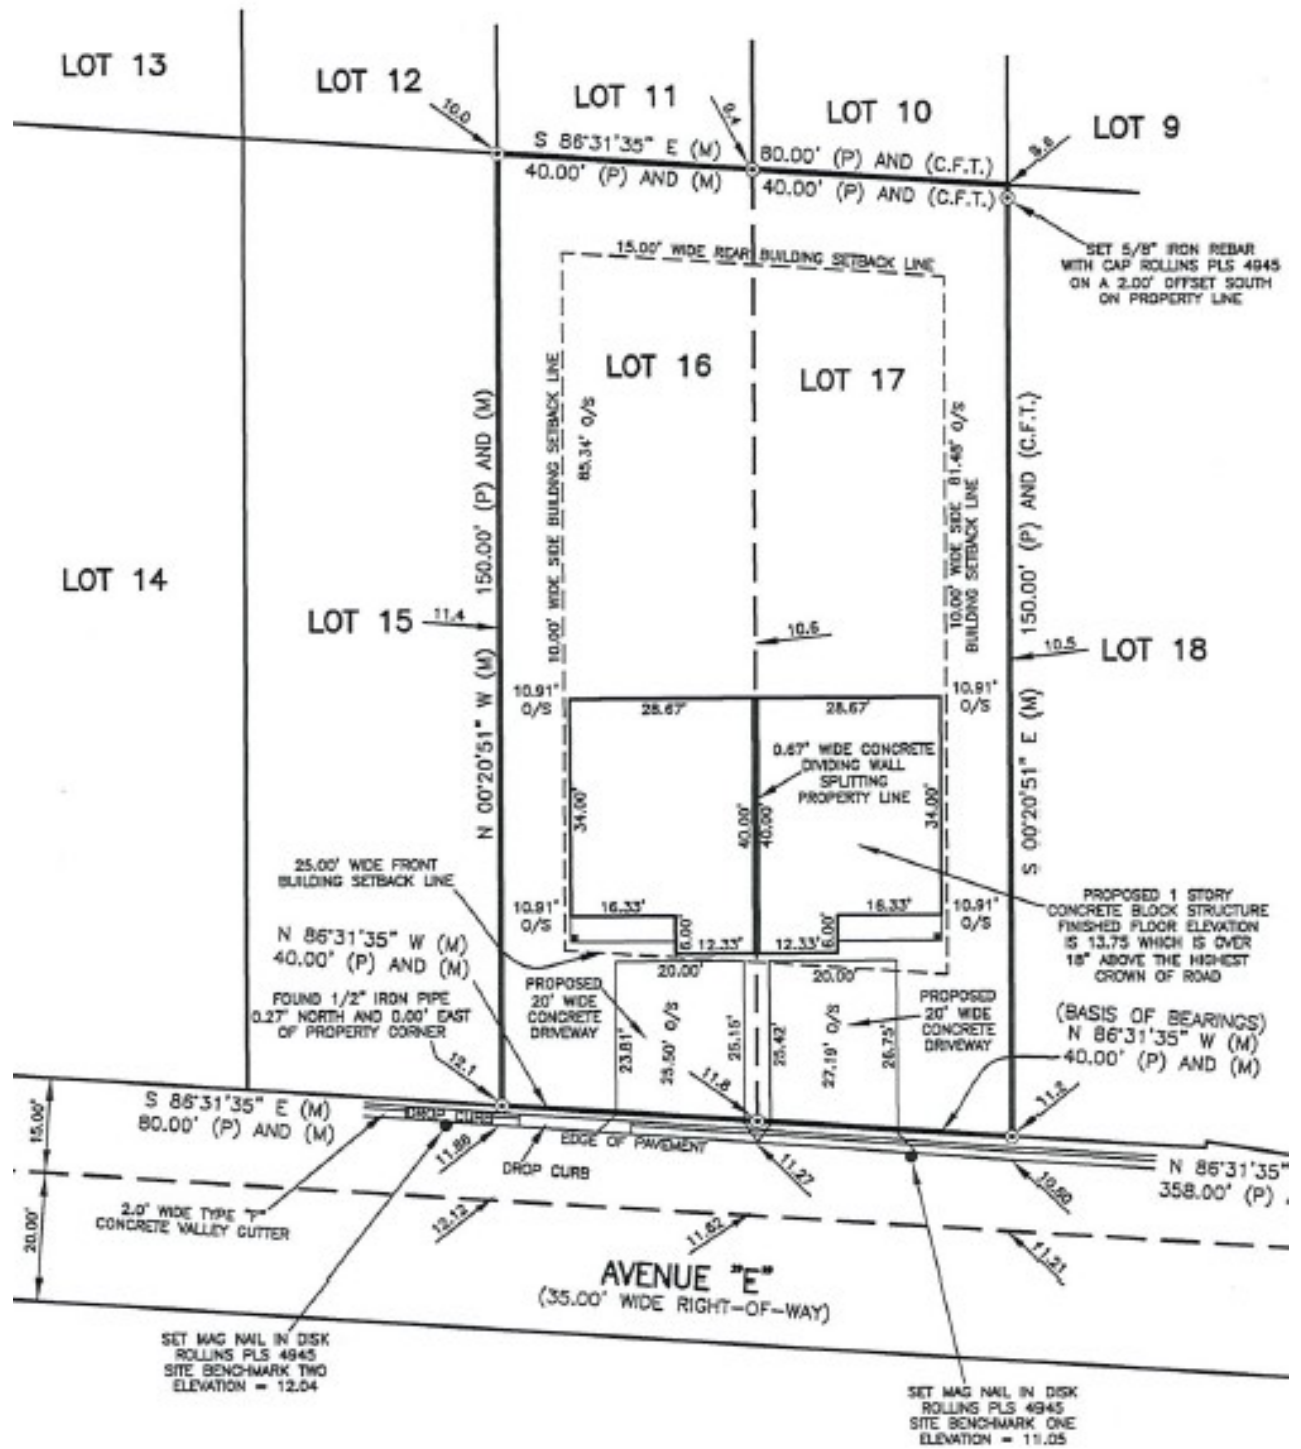 LOT 13
LOT 12
LOT 11
LOT 10
LOT 9
10.0
9.4
9.6
S 86°31'35" E (M)
80.00' (P) AND (C.F.T.)
40.00' (P) AND (M)
40.00' (P) AND (C.F.T.)
SET 5/8" IRON REBAR
WITH CAP ROLLINS PLS 4945
ON A 2.00' OFFSET SOUTH
ON PROPERTY LINE
15.00' WIDE REAR BUILDING SETBACK LINE
LOT 16
LOT 17
10.00' WIDE SIDE BUILDING SETBACK LINE
85.34' O/S
10.00' WIDE SIDE
BUILDING SETBACK LINE
81.48' O/S
N 00°20'51" W (M)
150.00' (P) AND (M)
S 00°20'51" E (M)
150.00' (P) AND (C.F.T.)
LOT 14
LOT 15
11.4
10.5
LOT 18
10.91'
O/S
28.67'
28.67'
10.91'
O/S
0.67' WIDE CONCRETE
DIVIDING WALL
SPLITTING
PROPERTY LINE
34.00'
40.00'
40.00'
34.00'
25.00' WIDE FRONT
BUILDING SETBACK LINE
10.91'
O/S
16.33'
6.00'
12.33'
12.33'
6.00'
16.33'
10.91'
O/S
PROPOSED 1 STORY
CONCRETE BLOCK STRUCTURE
FINISHED FLOOR ELEVATION
IS 13.75 WHICH IS OVER
18" ABOVE THE HIGHEST
CROWN OF ROAD
N 86°31'35" W (M)
40.00' (P) AND (M)
20.00'
20.00'
PROPOSED
20' WIDE
CONCRETE
DRIVEWAY
PROPOSED
20' WIDE
CONCRETE
DRIVEWAY
FOUND 1/2" IRON PIPE
0.27' NORTH AND 0.00' EAST
OF PROPERTY CORNER
23.81'
25.50' O/S
25.15'
25.42'
27.19' O/S
26.75'
(BASIS OF BEARINGS)
N 86°31'35" W (M)
40.00' (P) AND (M)
12.1
11.8
11.2
S 86°31'35" E (M)
80.00' (P) AND (M)
15.00'
DROP CURB
EDGE OF PAVEMENT
DROP CURB
11.86
11.27
10.60
N 86°31'35"
358.00' (P)
2.0' WIDE TYPE "F"
CONCRETE VALLEY GUTTER
20.00'
12.12
11.62
11.21
AVENUE "E"
(35.00' WIDE RIGHT-OF-WAY)
SET MAG NAIL IN DISK
ROLLINS PLS 4945
SITE BENCHMARK TWO
ELEVATION = 12.04
SET MAG NAIL IN DISK
ROLLINS PLS 4945
SITE BENCHMARK ONE
ELEVATION = 11.05